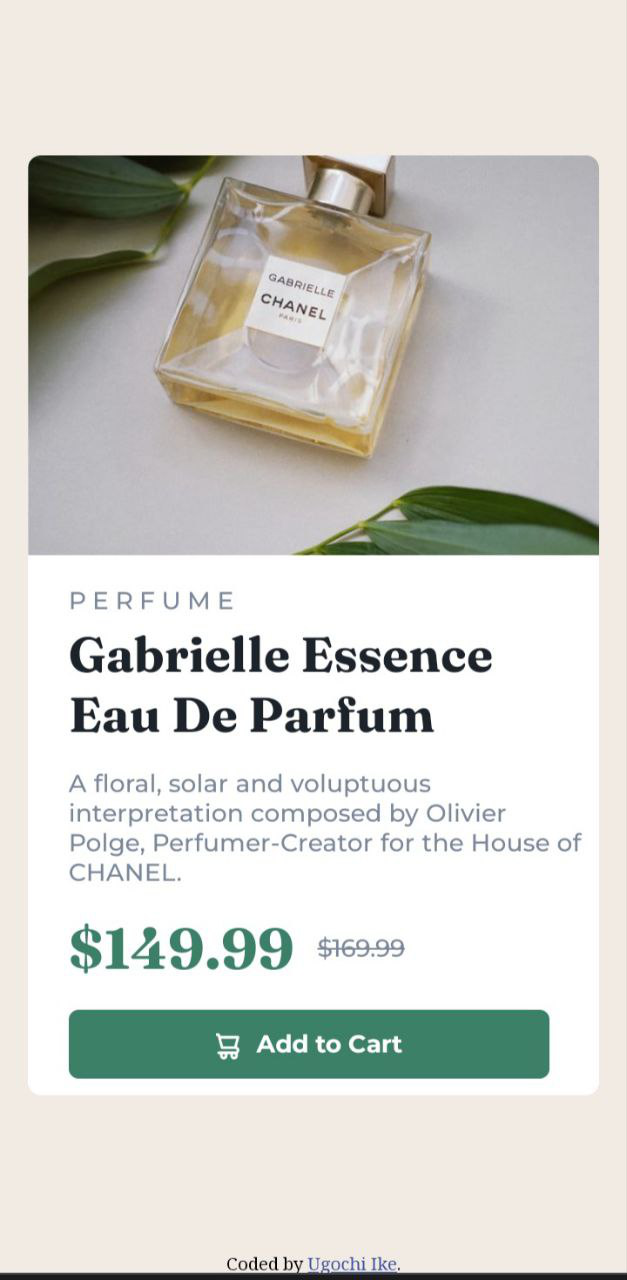 GABRIELLE
CHANEL
PARIS
PERFUME
Gabrielle Essence
Eau De Parfum
A floral, solar and voluptuous
interpretation composed by Olivier
Polge, Perfumer-Creator for the House of
CHANEL.
$149.99 $169.99
Add to Cart
Coded by Ugochi Ike.